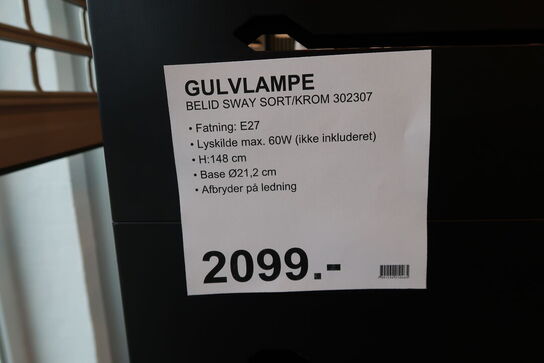 GULVLAMPE
BELID SWAY SORT/KROM 302307
• Fatning: E27
• Lyskilde max. 60W (ikke inkluderet)
• H:148 cm
• Base Ø21,2 cm
• Afbryder på ledning
2099.-